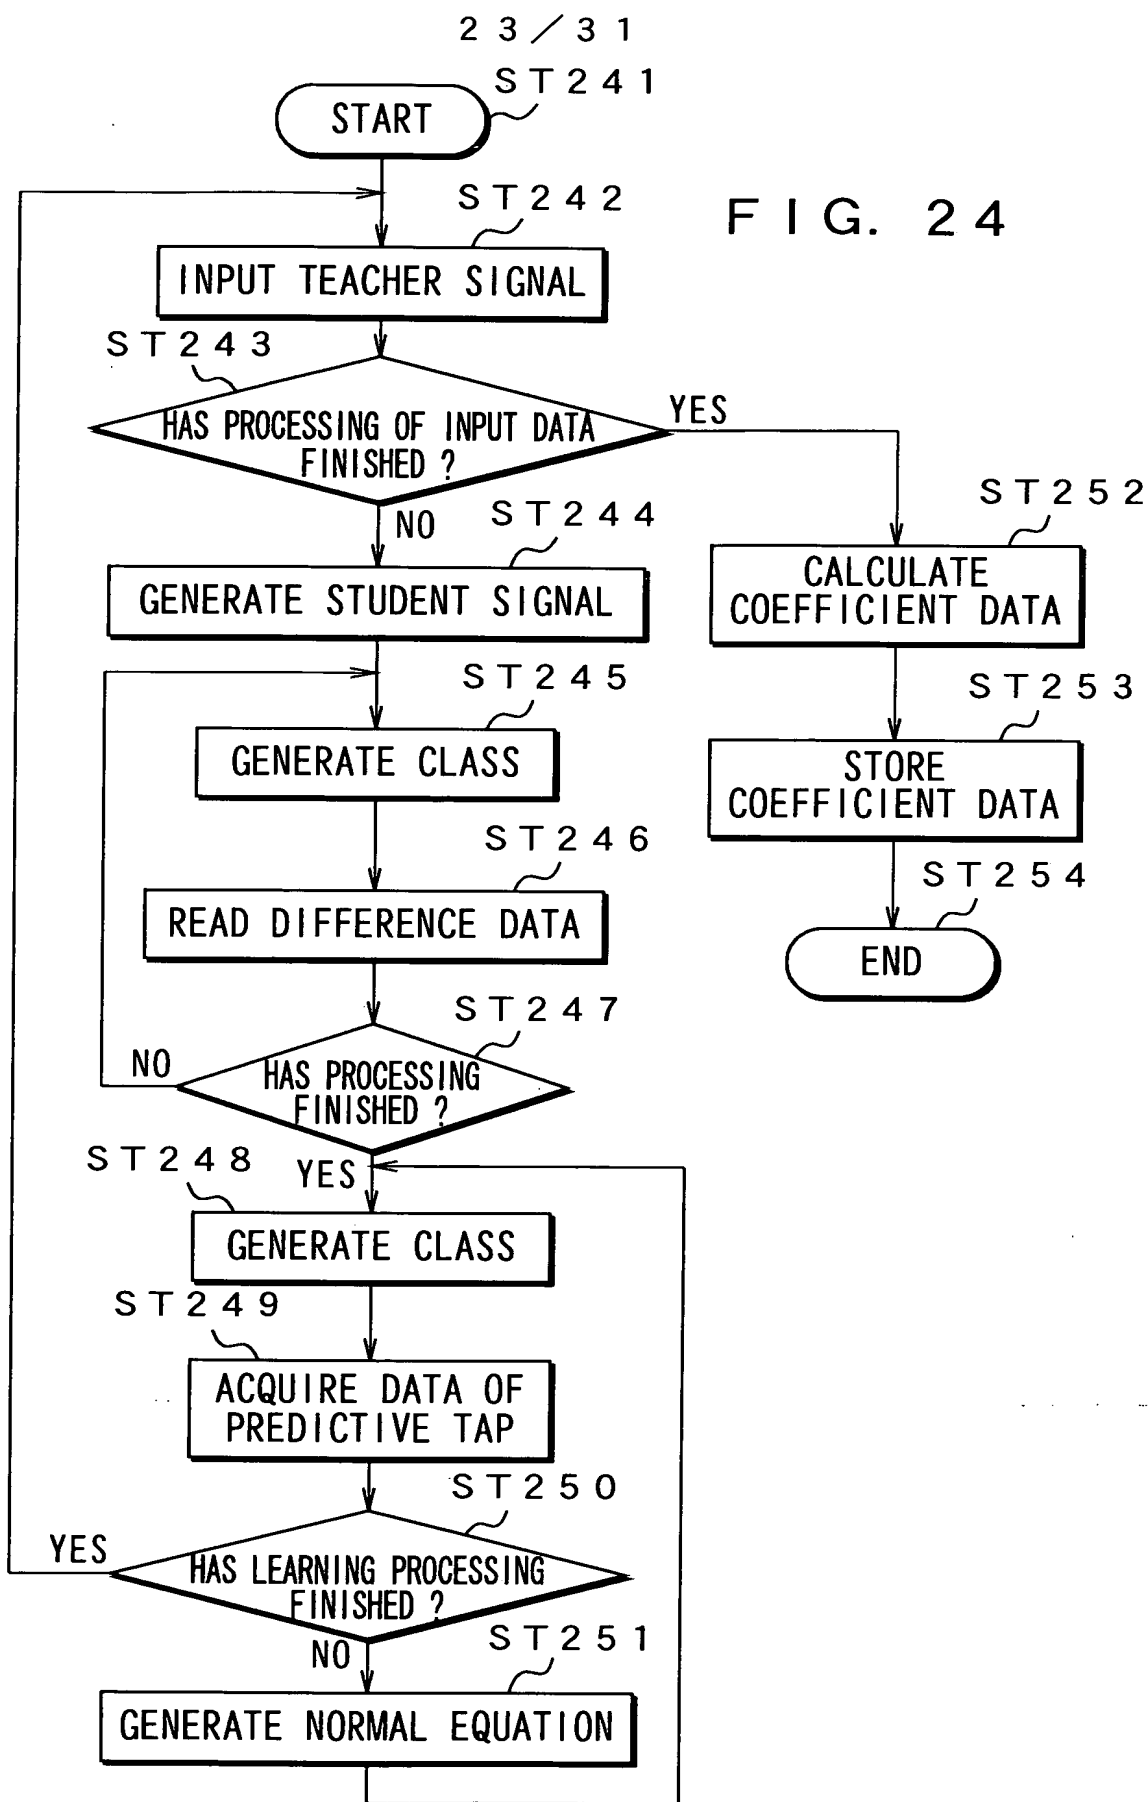 23/31
ST241
START
ST242
FIG. 24
INPUT TEACHER SIGNAL
ST243
HAS PROCESSING OF INPUT DATA
FINISHED ?
YES
NO
ST244
ST252
GENERATE STUDENT SIGNAL
CALCULATE
COEFFICIENT DATA
ST245
ST253
GENERATE CLASS
STORE
COEFFICIENT DATA
ST246
ST254
READ DIFFERENCE DATA
END
ST247
NO
HAS PROCESSING
FINISHED ?
ST248
YES
GENERATE CLASS
ST249
ACQUIRE DATA OF
PREDICTIVE TAP
ST250
YES
HAS LEARNING PROCESSING
FINISHED ?
NO
ST251
GENERATE NORMAL EQUATION